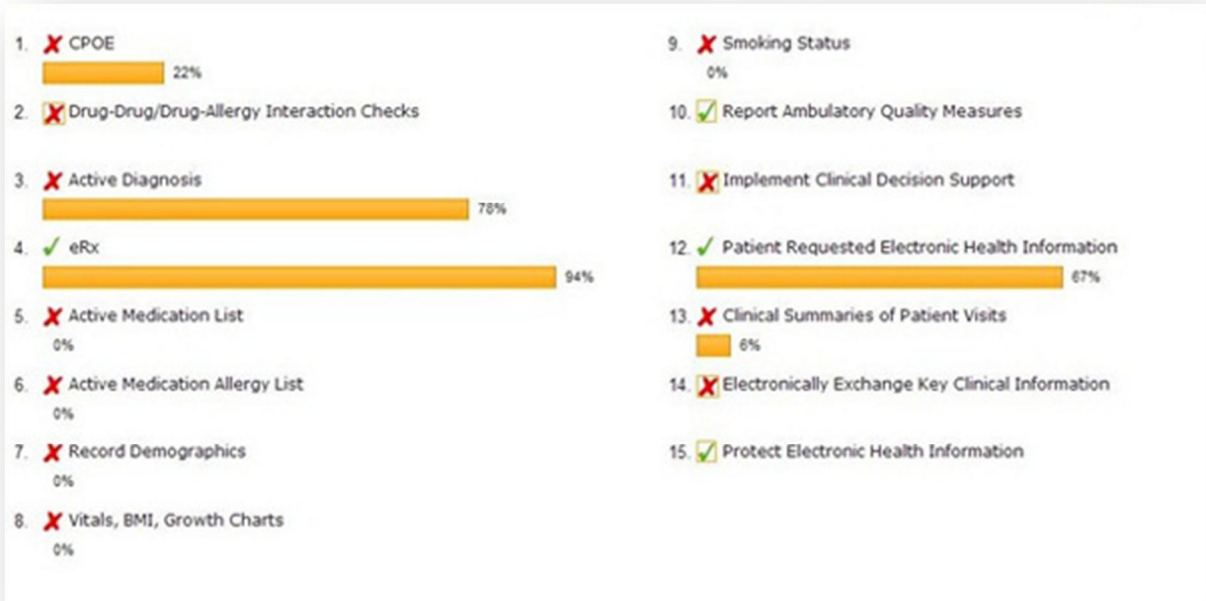 1. CPOE
22%
2. Drug-Drug/Drug-Allergy Interaction Checks
3. Active Diagnosis
78%
4. eRx
94%
5. Active Medication List
0%
6. Active Medication Allergy List
0%
7. Record Demographics
0%
8. Vitals, BMI, Growth Charts
0%
9. Smoking Status
0%
10. Report Ambulatory Quality Measures
11. Implement Clinical Decision Support
12. Patient Requested Electronic Health Information
67%
13. Clinical Summaries of Patient Visits
6%
14. Electronically Exchange Key Clinical Information
15. Protect Electronic Health Information